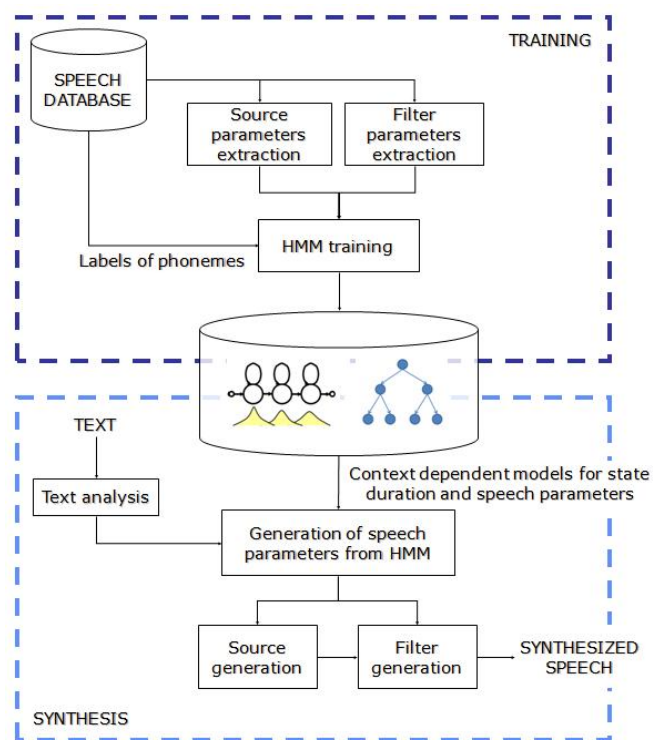 TRAINING
SPEECH
DATABASE
Source
parameters
extraction
Filter
parameters
extraction
HMM training
Labels of phonemes
TEXT
Context dependent models for state
duration and speech parameters
Text analysis
Generation of speech
parameters from HMM
Source
generation
Filter
generation
SYNTHESIZED
SPEECH
SYNTHESIS